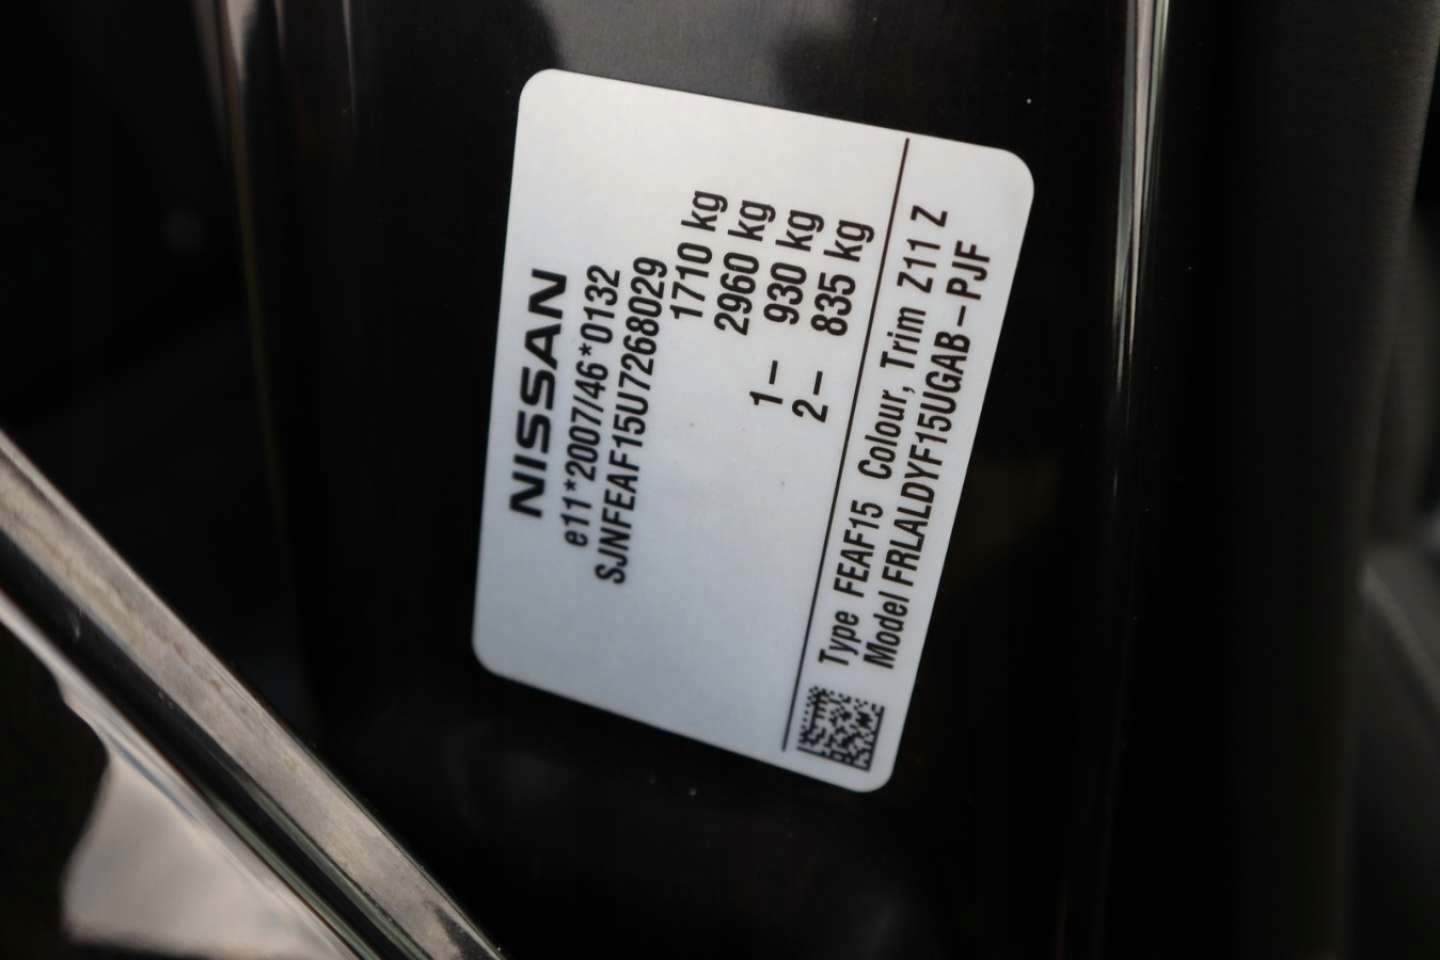 NISSAN
e11*2007/46*0132
SJNFEAF15U7268029
1710 kg
2960 kg
1– 930 kg
2– 835 kg
Type FEAF15 Colour, Trim Z11 Z
Model FRLALDYF15UGAB–PJF